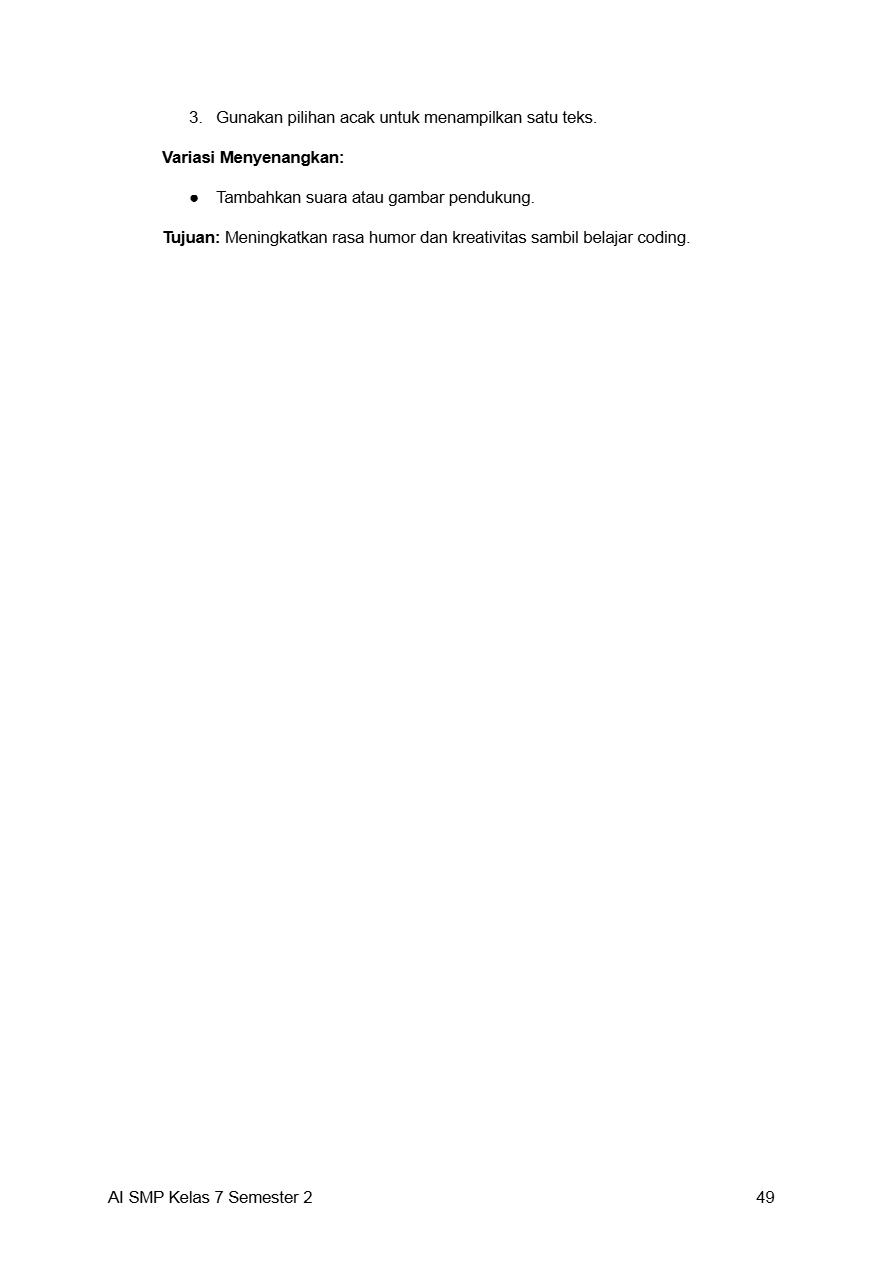 3. Gunakan pilihan acak untuk menampilkan satu teks.
Variasi Menyenangkan:
● Tambahkan suara atau gambar pendukung.
Tujuan: Meningkatkan rasa humor dan kreativitas sambil belajar coding.
AI SMP Kelas 7 Semester 2 49